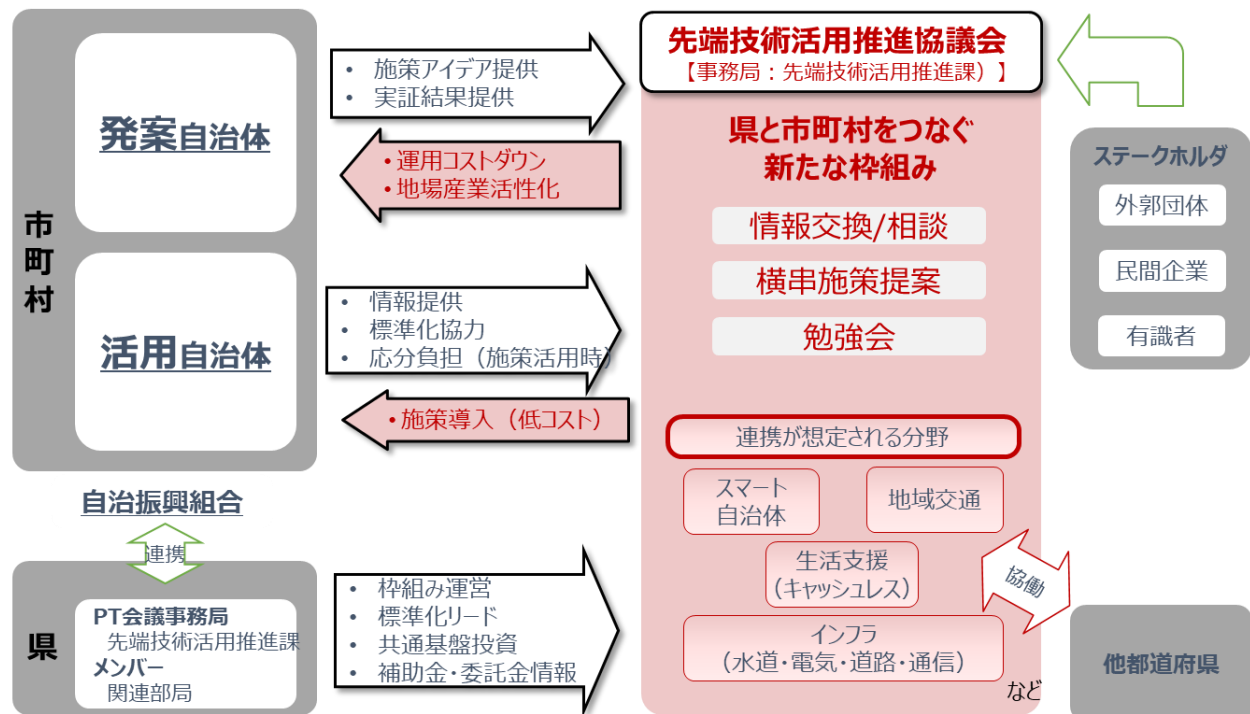 市
町
村
発案自治体
活用自治体
・ 施策アイデア提供
・ 実証結果提供
・運用コストダウン
・地場産業活性化
・ 情報提供
・ 標準化協力
・ 応分負担（施策活用時）
・施策導入（低コスト）
自治振興組合
連携
県
PT会議事務局
先端技術活用推進課
メンバー
関連部局
・ 枠組み運営
・ 標準化リード
・ 共通基盤投資
・ 補助金・委託金情報
先端技術活用推進協議会
【事務局：先端技術活用推進課）】
県と市町村をつなぐ
新たな枠組み
情報交換/相談
横串施策提案
勉強会
連携が想定される分野
スマート
自治体
地域交通
生活支援
（キャッシュレス）
インフラ
（水道・電気・道路・通信）
など
ステークホルダ
外郭団体
民間企業
有識者
協働
他都道府県